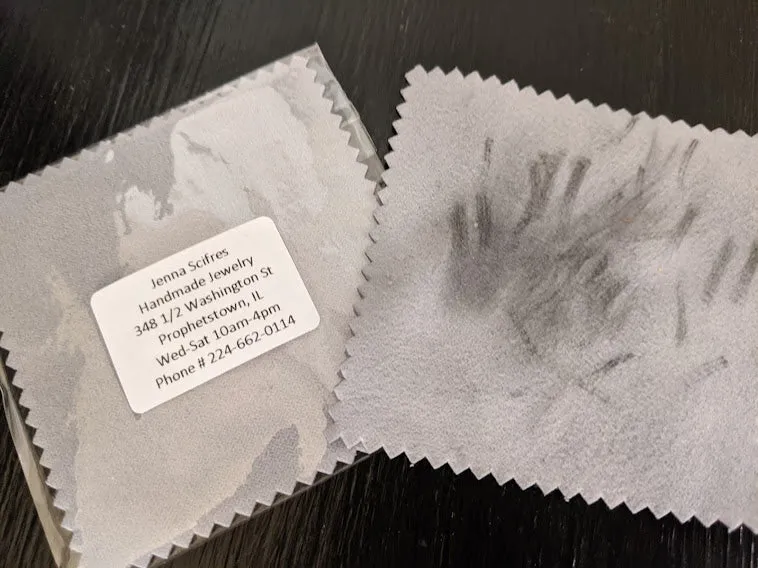 Jenna Scifres
Handmade Jewelry
348 1/2 Washington St
Prophetstown, IL
Wed-Sat 10am-4pm
Phone # 224-662-0114